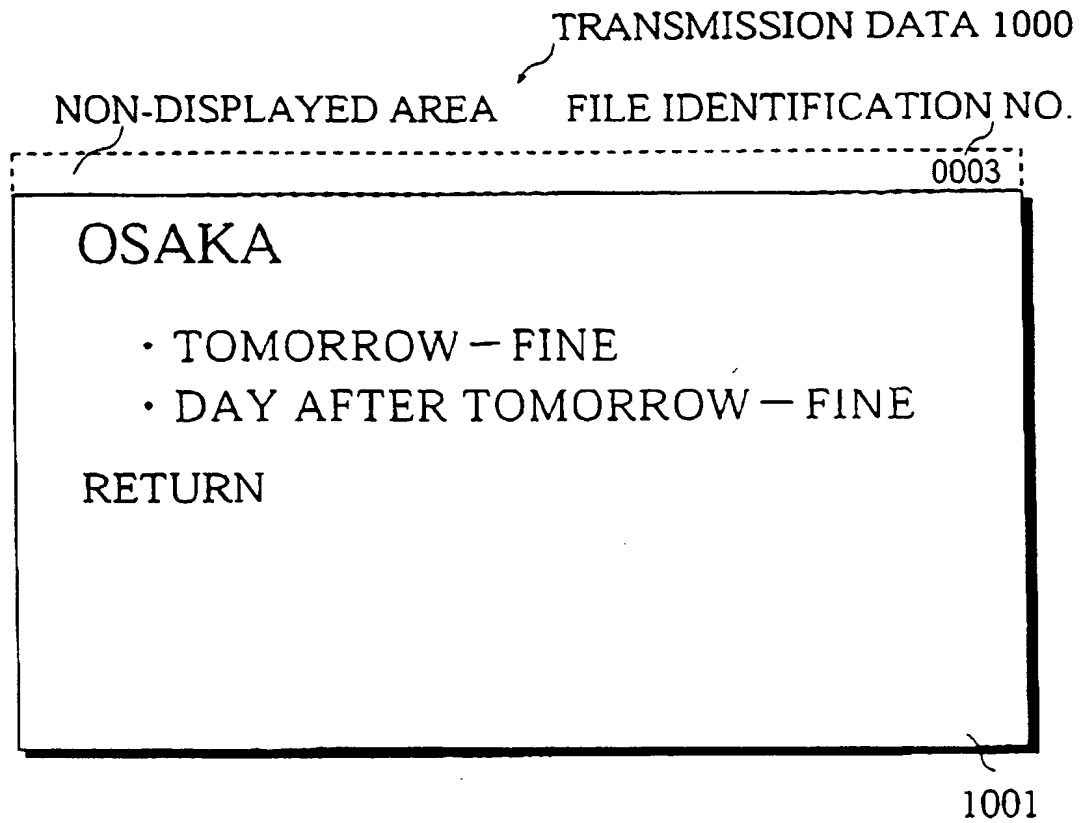 TRANSMISSION DATA 1000
NON-DISPLAYED AREA FILE IDENTIFICATION NO.
0003
OSAKA
· TOMORROW — FINE
· DAY AFTER TOMORROW — FINE
RETURN
1001